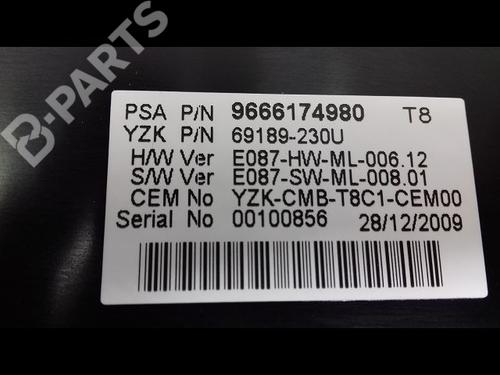 B-PARTS
PSA P/N 9666174980 T8
YZK P/N 69189-230U
H/W Ver E087-HW-ML-006.12
S/W Ver E087-SW-ML-008.01
CEM No YZK-CMB-T8C1-CEM00
Serial No 00100856 28/12/2009